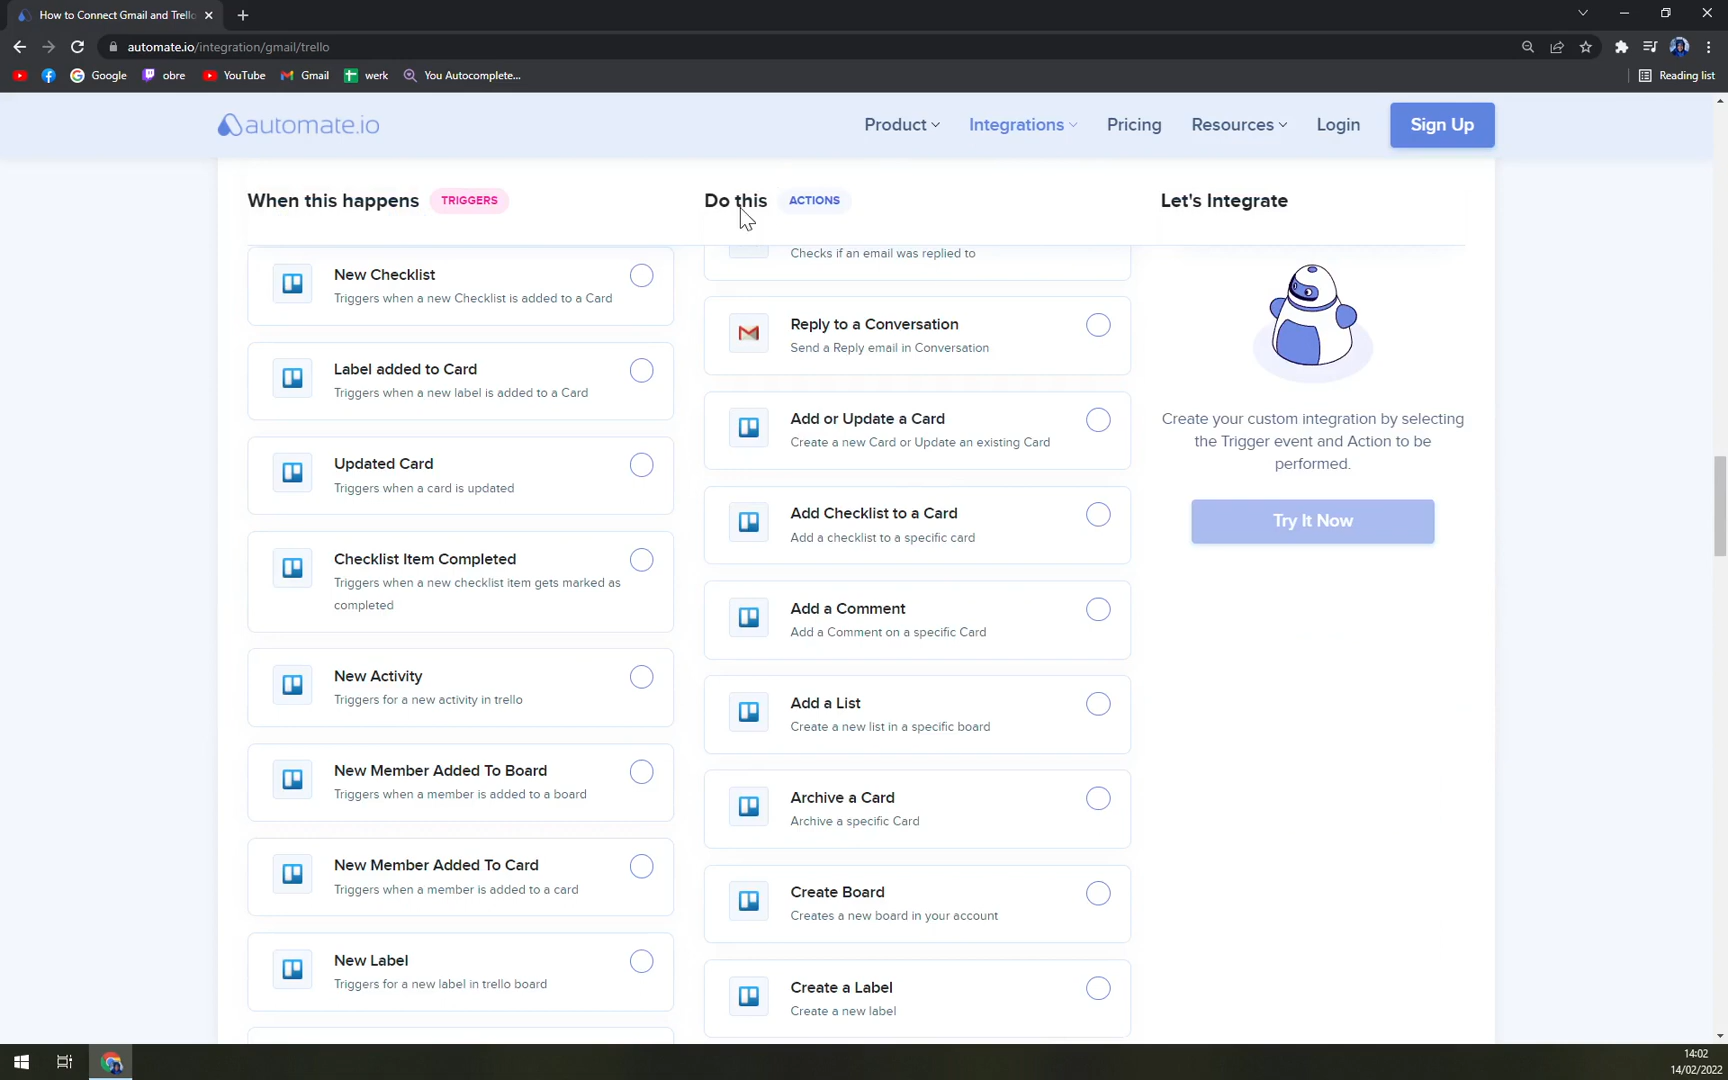 How to Connect Gmail and Trello
automate.io/integration/gmail/trello
Google
obre
YouTube
Gmail
werk
You Autocomplete...
Reading list
automate.io
Product
Integrations
Pricing
Resources
Login
Sign Up
When this happens TRIGGERS
Do this ACTIONS
Let's Integrate
New Checklist
Triggers when a new Checklist is added to a Card
Label added to Card
Triggers when a new label is added to a Card
Updated Card
Triggers when a card is updated
Checklist Item Completed
Triggers when a new checklist item gets marked as
completed
New Activity
Triggers for a new activity in trello
New Member Added To Board
Triggers when a member is added to a board
New Member Added To Card
Triggers when a member is added to a card
New Label
Triggers for a new label in trello board
Checks if an email was replied to
Reply to a Conversation
Send a Reply email in Conversation
Add or Update a Card
Create a new Card or Update an existing Card
Add Checklist to a Card
Add a checklist to a specific card
Add a Comment
Add a Comment on a specific Card
Add a List
Create a new list in a specific board
Archive a Card
Archive a specific Card
Create Board
Creates a new board in your account
Create a Label
Create a new label
Create your custom integration by selecting
the Trigger event and Action to be
performed.
Try It Now
14:02
14/02/2022